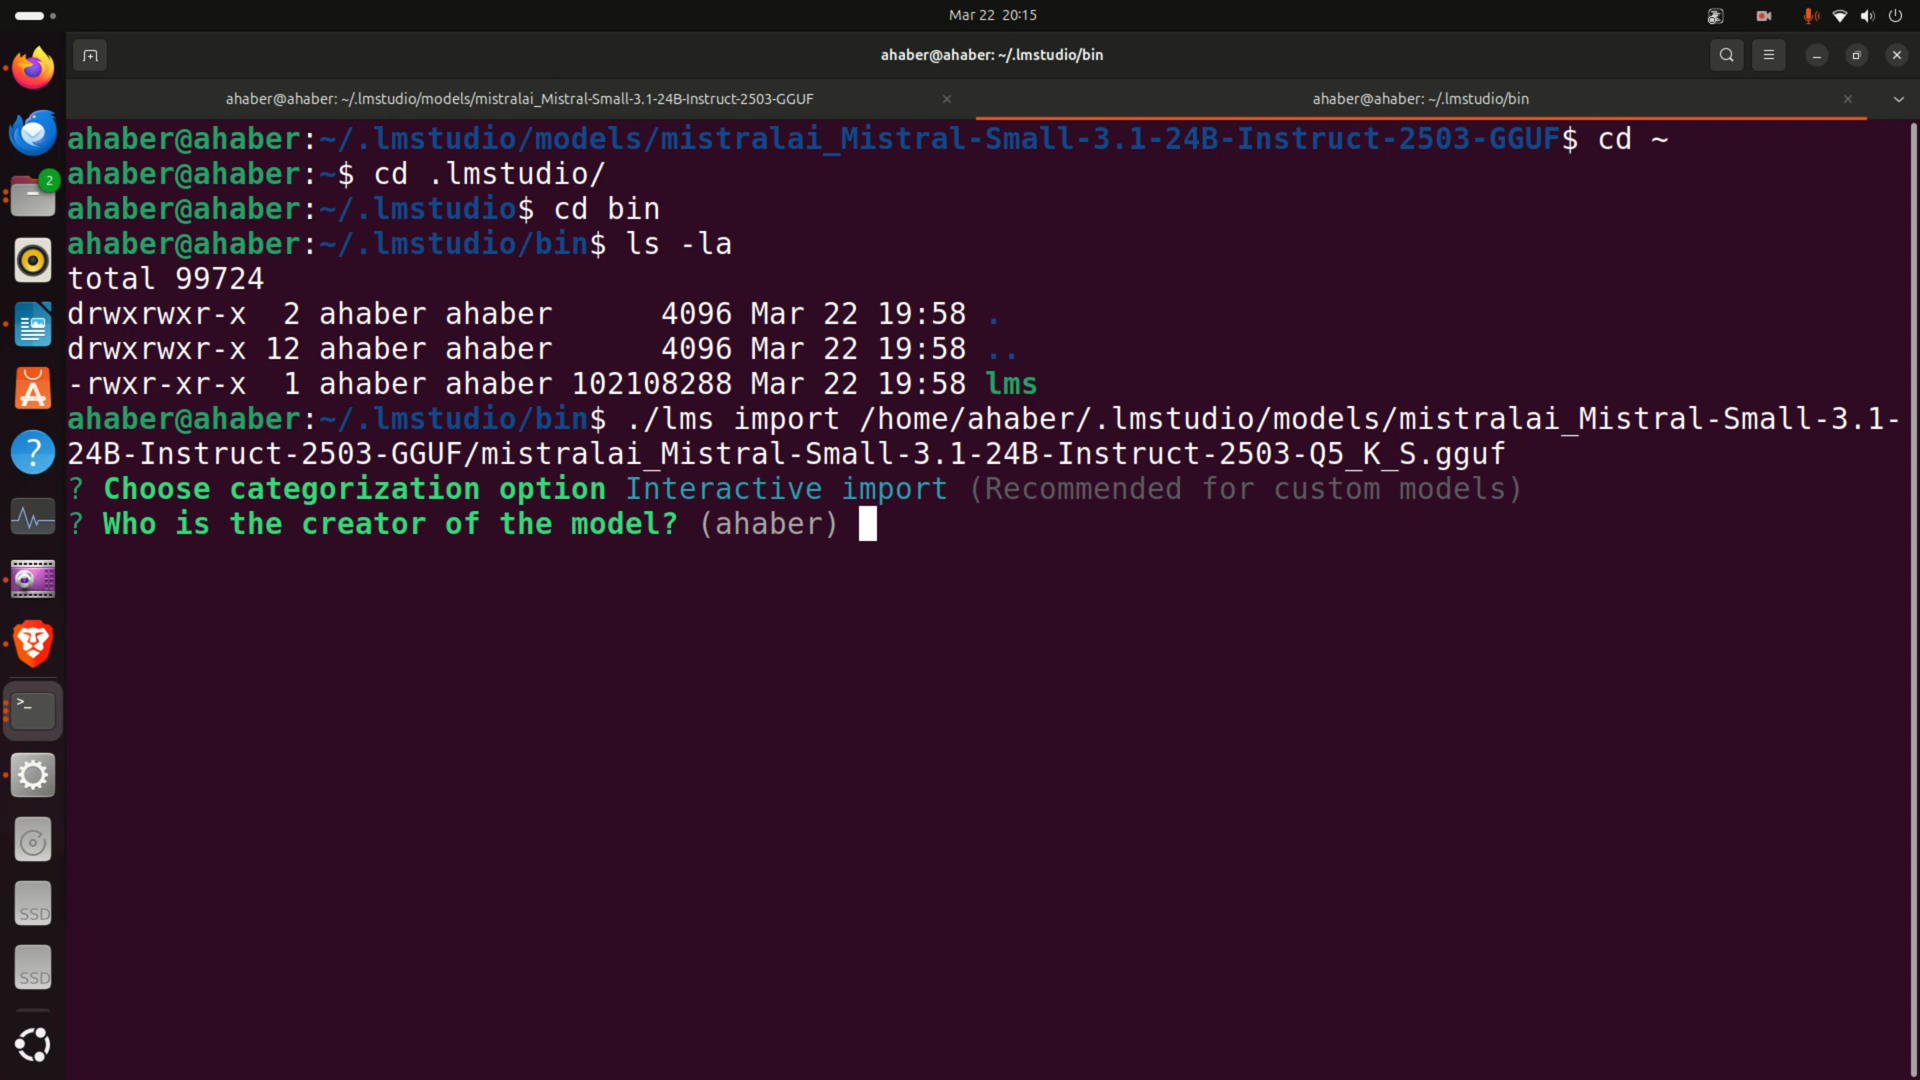 Mar 22 20:15
ahaber@ahaber: ~/.lmstudio/bin
ahaber@ahaber: ~/.lmstudio/models/mistralai_Mistral-Small-3.1-24B-Instruct-2503-GGUF
ahaber@ahaber: ~/.lmstudio/bin
ahaber@ahaber:~/.lmstudio/models/mistralai_Mistral-Small-3.1-24B-Instruct-2503-GGUF$ cd ~
ahaber@ahaber:~$ cd .lmstudio/
ahaber@ahaber:~/.lmstudio$ cd bin
ahaber@ahaber:~/.lmstudio/bin$ ls -la
total 99724
drwxrwxr-x  2 ahaber ahaber      4096 Mar 22 19:58 .
drwxrwxr-x 12 ahaber ahaber      4096 Mar 22 19:58 ..
-rwxr-xr-x  1 ahaber ahaber 102108288 Mar 22 19:58 lms
ahaber@ahaber:~/.lmstudio/bin$ ./lms import /home/ahaber/.lmstudio/models/mistralai_Mistral-Small-3.1-
24B-Instruct-2503-GGUF/mistralai_Mistral-Small-3.1-24B-Instruct-2503-Q5_K_S.gguf
? Choose categorization option Interactive import (Recommended for custom models)
? Who is the creator of the model? (ahaber)
2
?
>_
SSD
SSD